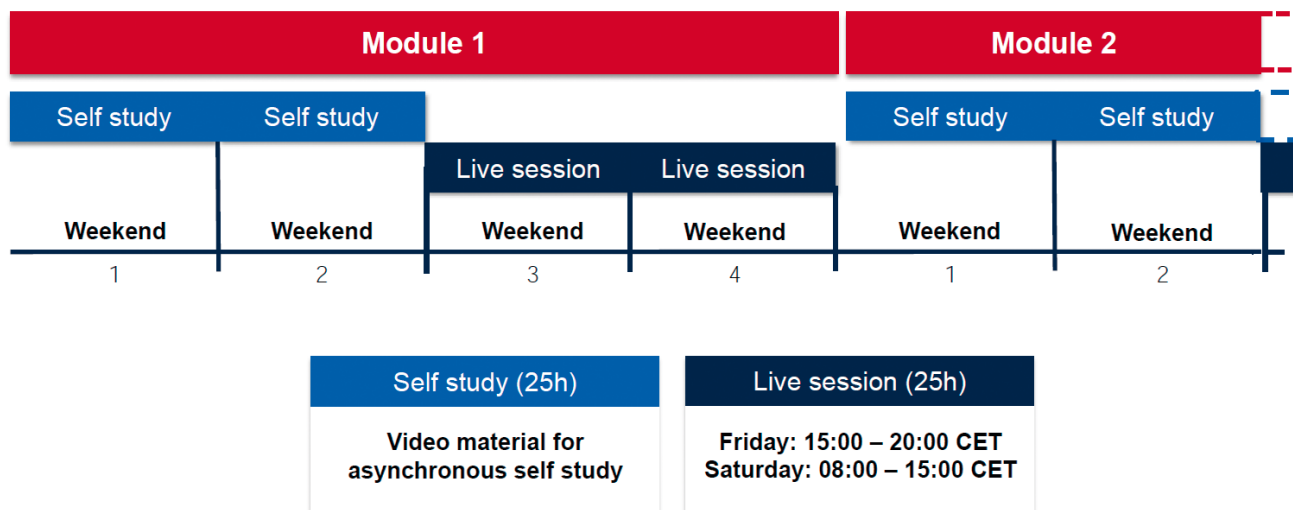 Module 1
Module 2
Self study
Self study
Self study
Self study
Live session
Live session
Weekend
Weekend
Weekend
Weekend
Weekend
Weekend
1
2
3
4
1
2
Self study (25h)
Live session (25h)
Video material for
asynchronous self study
Friday: 15:00 – 20:00 CET
Saturday: 08:00 – 15:00 CET